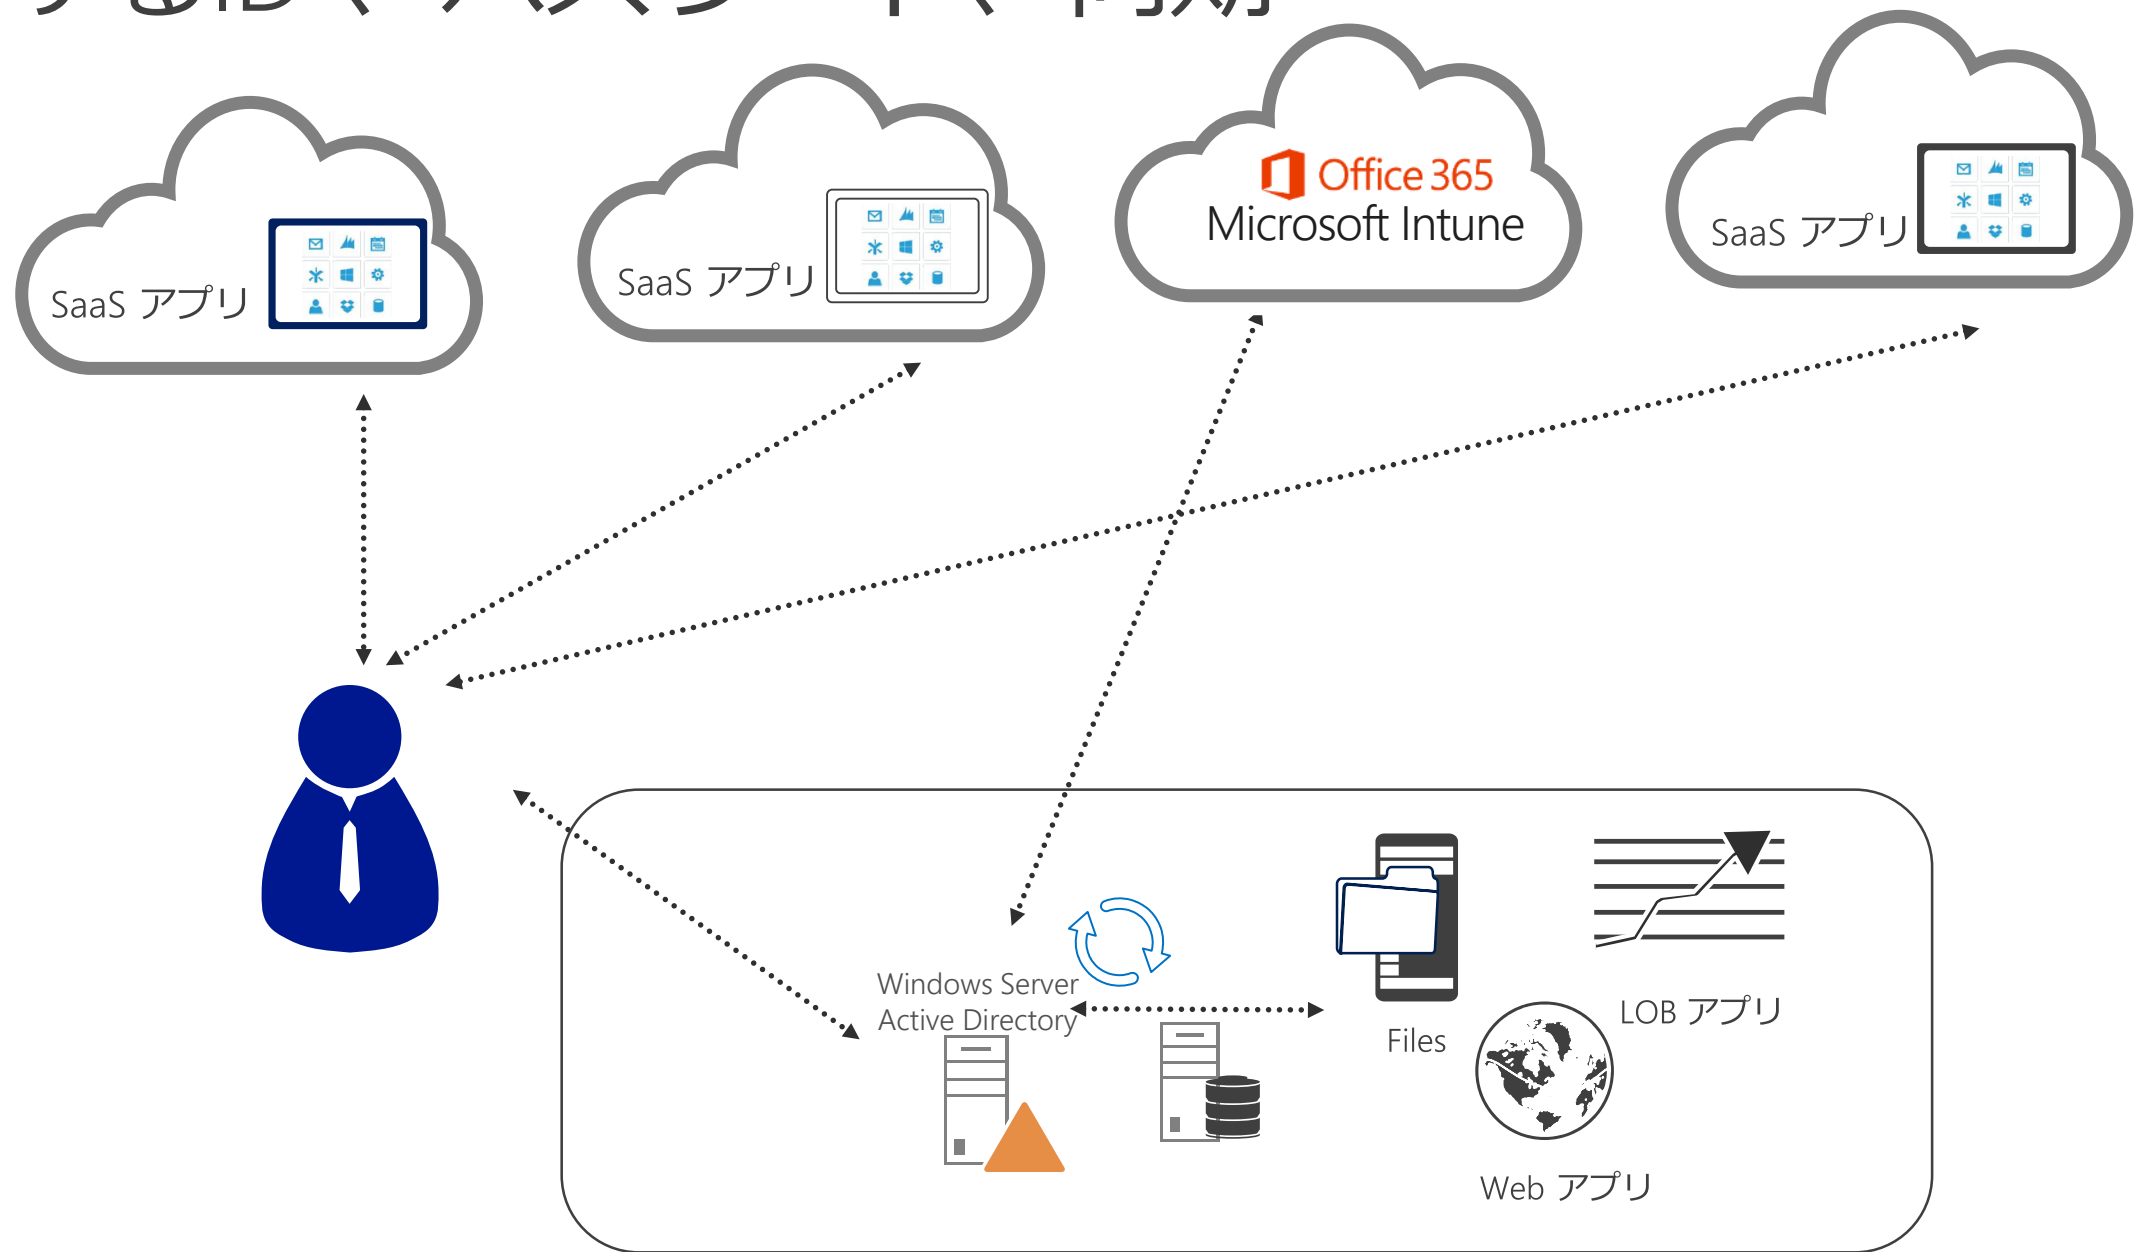 SaaS アプリ
SaaS アプリ
Office 365
Microsoft Intune
SaaS アプリ
Windows Server
Active Directory
Files
LOB アプリ
Web アプリ